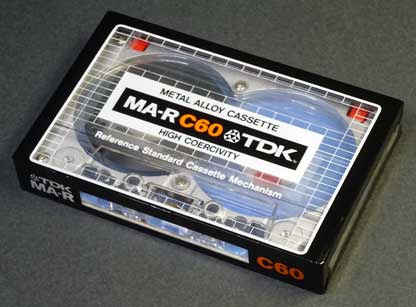 METAL ALLOY CASSETTE
MA-R C60 TDK
HIGH COERCIVITY
Reference Standard Cassette Mechanism
TDK
MA-R
C60